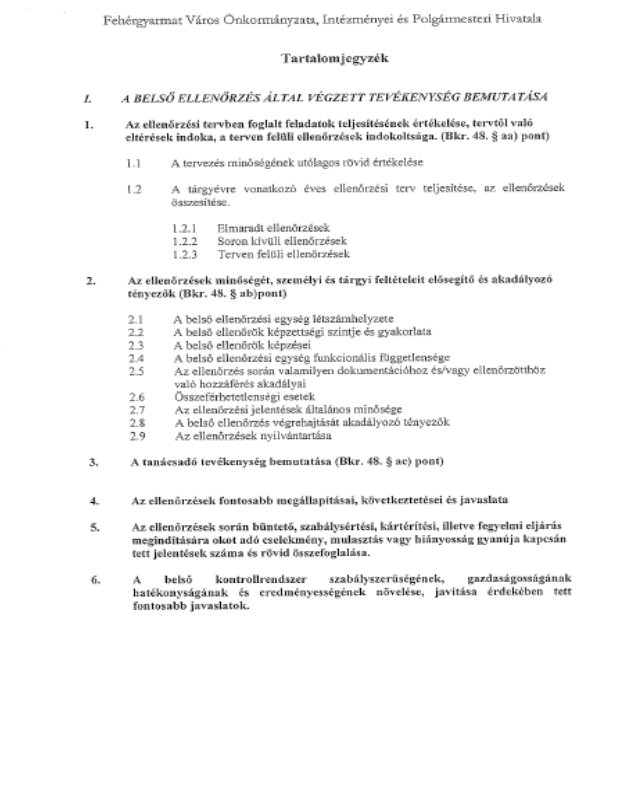 Fehérgyarmat Város Önkormányzata, Intézményei és Polgármesteri Hivatala
Tartalomjegyzék
I. A BELSŐ ELLENŐRZÉS ÁLTAL VÉGZETT TEVÉKENYSÉG BEMUTATÁSA
1. Az ellenőrzési tervben foglalt feladatok teljesítésének értékelése, tervtől való
eltérések indoka, a terven felüli ellenőrzések indokoltsága. (Bkr. 48. § aa) pont)
1.1 A tervezés minőségének utólagos rövid értékelése
1.2 A tárgyévre vonatkozó éves ellenőrzési terv teljesítése, az ellenőrzések
összesítése.
1.2.1 Elmaradt ellenőrzések
1.2.2 Soron kívüli ellenőrzések
1.2.3 Terven felüli ellenőrzések
2. Az ellenőrzések minőségét, személyi és tárgyi feltételeit elősegítő és akadályozó
tényezők (Bkr. 48. § ab)pont)
2.1 A belső ellenőrzési egység létszámhelyzete
2.2 A belső ellenőrök képzettségi szintje és gyakorlata
2.3 A belső ellenőrök képzései
2.4 A belső ellenőrzési egység funkcionális függetlensége
2.5 Az ellenőrzés során valamilyen dokumentációhoz és/vagy ellenőrzötthöz
való hozzáférés akadályai
2.6 Összeférhetetlenségi esetek
2.7 Az ellenőrzési jelentések általános minősége
2.8 A belső ellenőrzés végrehajtását akadályozó tényezők
2.9 Az ellenőrzések nyilvántartása
3. A tanácsadó tevékenység bemutatása (Bkr. 48. § ac) pont)
4. Az ellenőrzések fontosabb megállapításai, következtetései és javaslata
5. Az ellenőrzések során büntető, szabálysértési, kártérítési, illetve fegyelmi eljárás
megindítására okot adó cselekmény, mulasztás vagy hiányosság gyanúja kapcsán
tett jelentések száma és rövid összefoglalása.
6. A belső kontrollrendszer szabályszerűségének, gazdaságosságának
hatékonyságának és eredményességének növelése, javítása érdekében tett
fontosabb javaslatok.